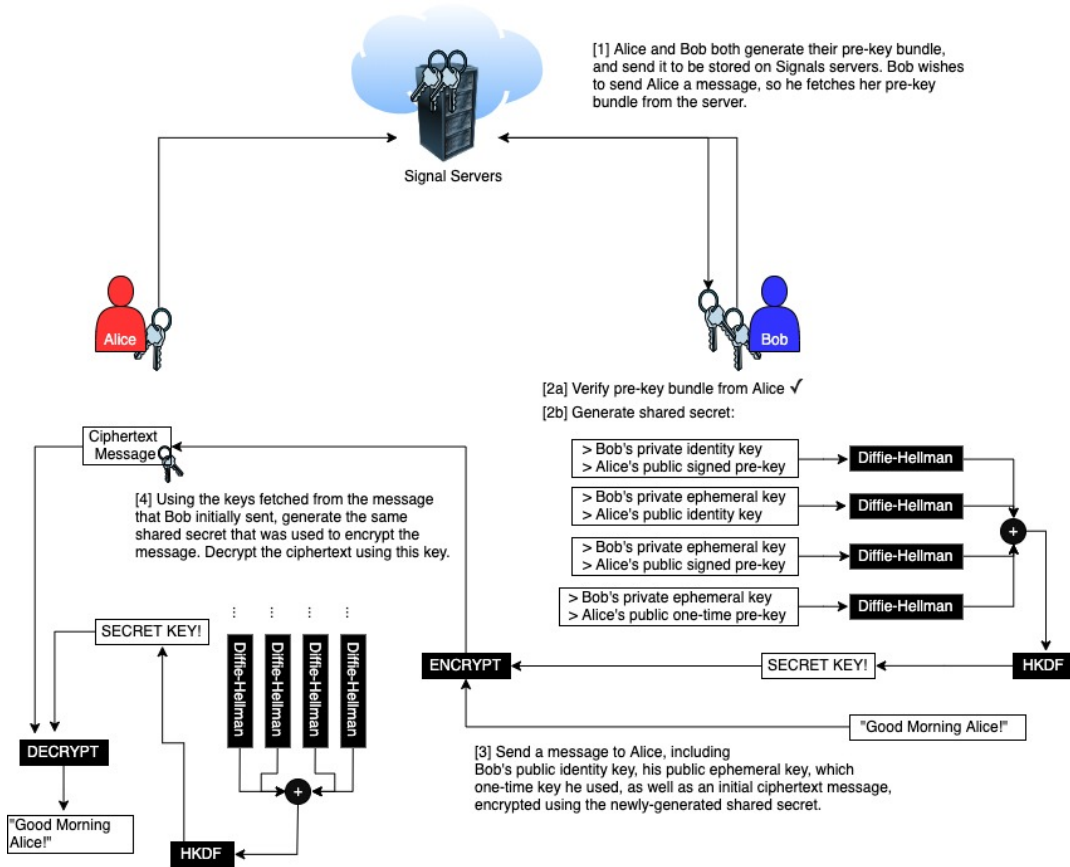 [1] Alice and Bob both generate their pre-key bundle,
and send it to be stored on Signals servers. Bob wishes
to send Alice a message, so he fetches her pre-key
bundle from the server.
Signal Servers
Alice
Bob
[2a] Verify pre-key bundle from Alice ✓
[2b] Generate shared secret:
> Bob's private identity key
> Alice's public signed pre-key
Diffie-Hellman
> Bob's private ephemeral key
> Alice's public identity key
Diffie-Hellman
> Bob's private ephemeral key
> Alice's public signed pre-key
Diffie-Hellman
> Bob's private ephemeral key
> Alice's public one-time pre-key
Diffie-Hellman
+
HKDF
SECRET KEY!
ENCRYPT
"Good Morning Alice!"
[3] Send a message to Alice, including
Bob's public identity key, his public ephemeral key, which
one-time key he used, as well as an initial ciphertext message,
encrypted using the newly-generated shared secret.
Ciphertext
Message
[4] Using the keys fetched from the message
that Bob initially sent, generate the same
shared secret that was used to encrypt the
message. Decrypt the ciphertext using this key.
...
...
...
...
Diffie-Hellman
Diffie-Hellman
Diffie-Hellman
Diffie-Hellman
+
HKDF
SECRET KEY!
DECRYPT
"Good Morning
Alice!"